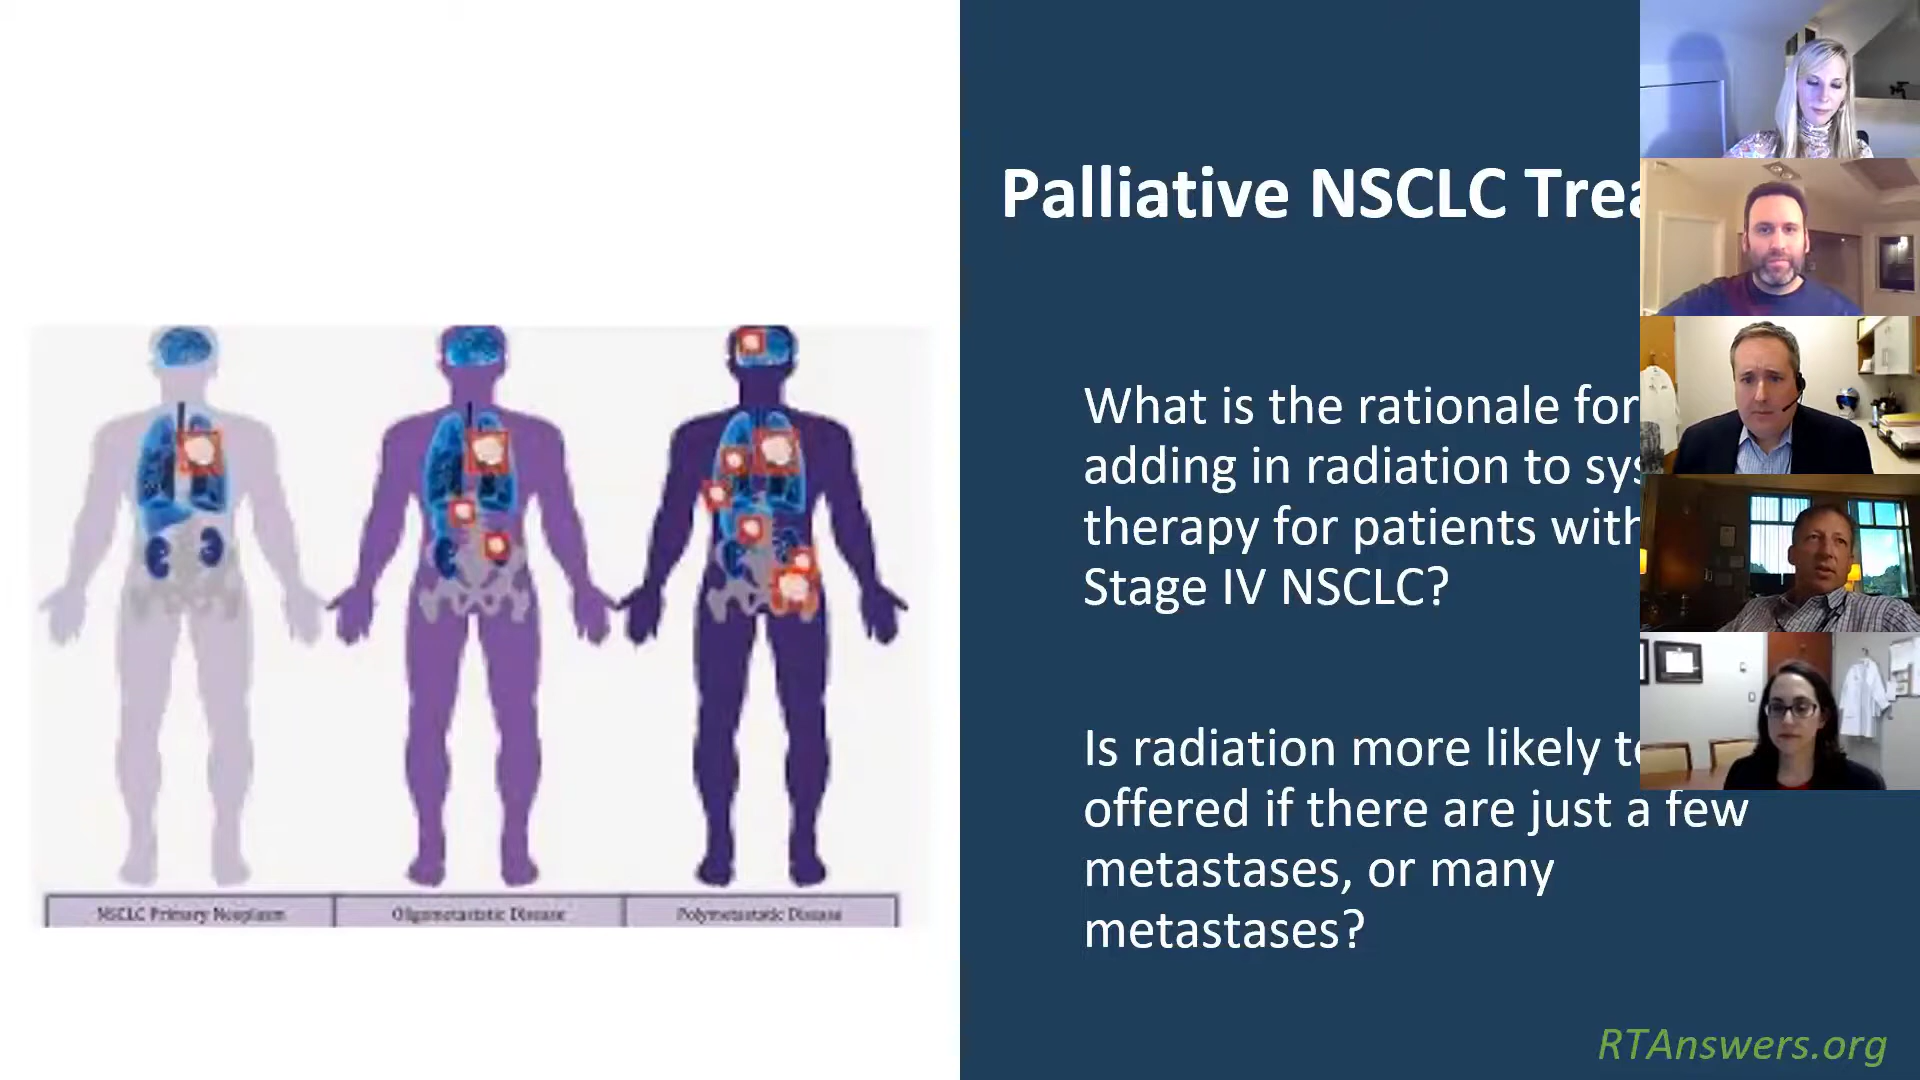 Palliative NSCLC Trea
What is the rationale for
adding in radiation to sys
therapy for patients with
Stage IV NSCLC?
Is radiation more likely to
offered if there are just a few
metastases, or many
metastases?
NSCLC Primary Neoplasm
Oligometastatic Disease
Polymetastatic Disease
RTAnswers.org